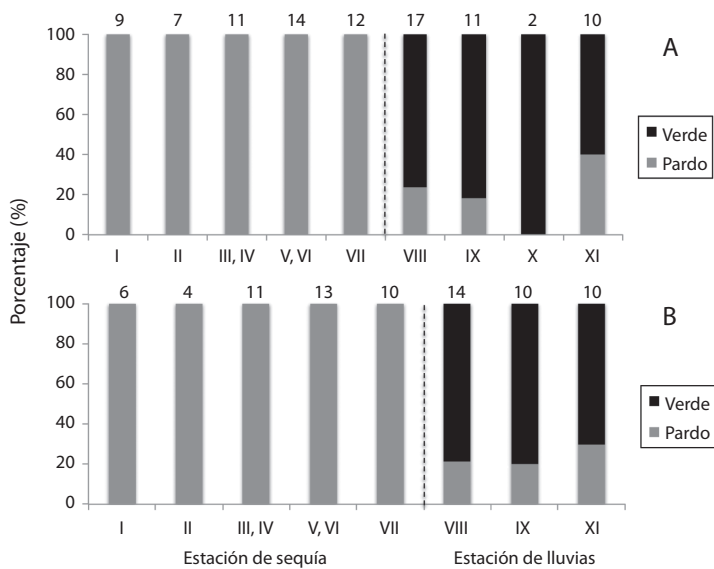 9 7 11 14 12 17 11 2 10
A
100
80
60
40
20
0
Verde
Pardo
I II III, IV V, VI VII VIII IX X XI
Porcentaje (%)
6 4 11 13 10 14 10 10
B
100
80
60
40
20
0
Verde
Pardo
I II III, IV V, VI VII VIII IX XI
Estación de sequía Estación de lluvias